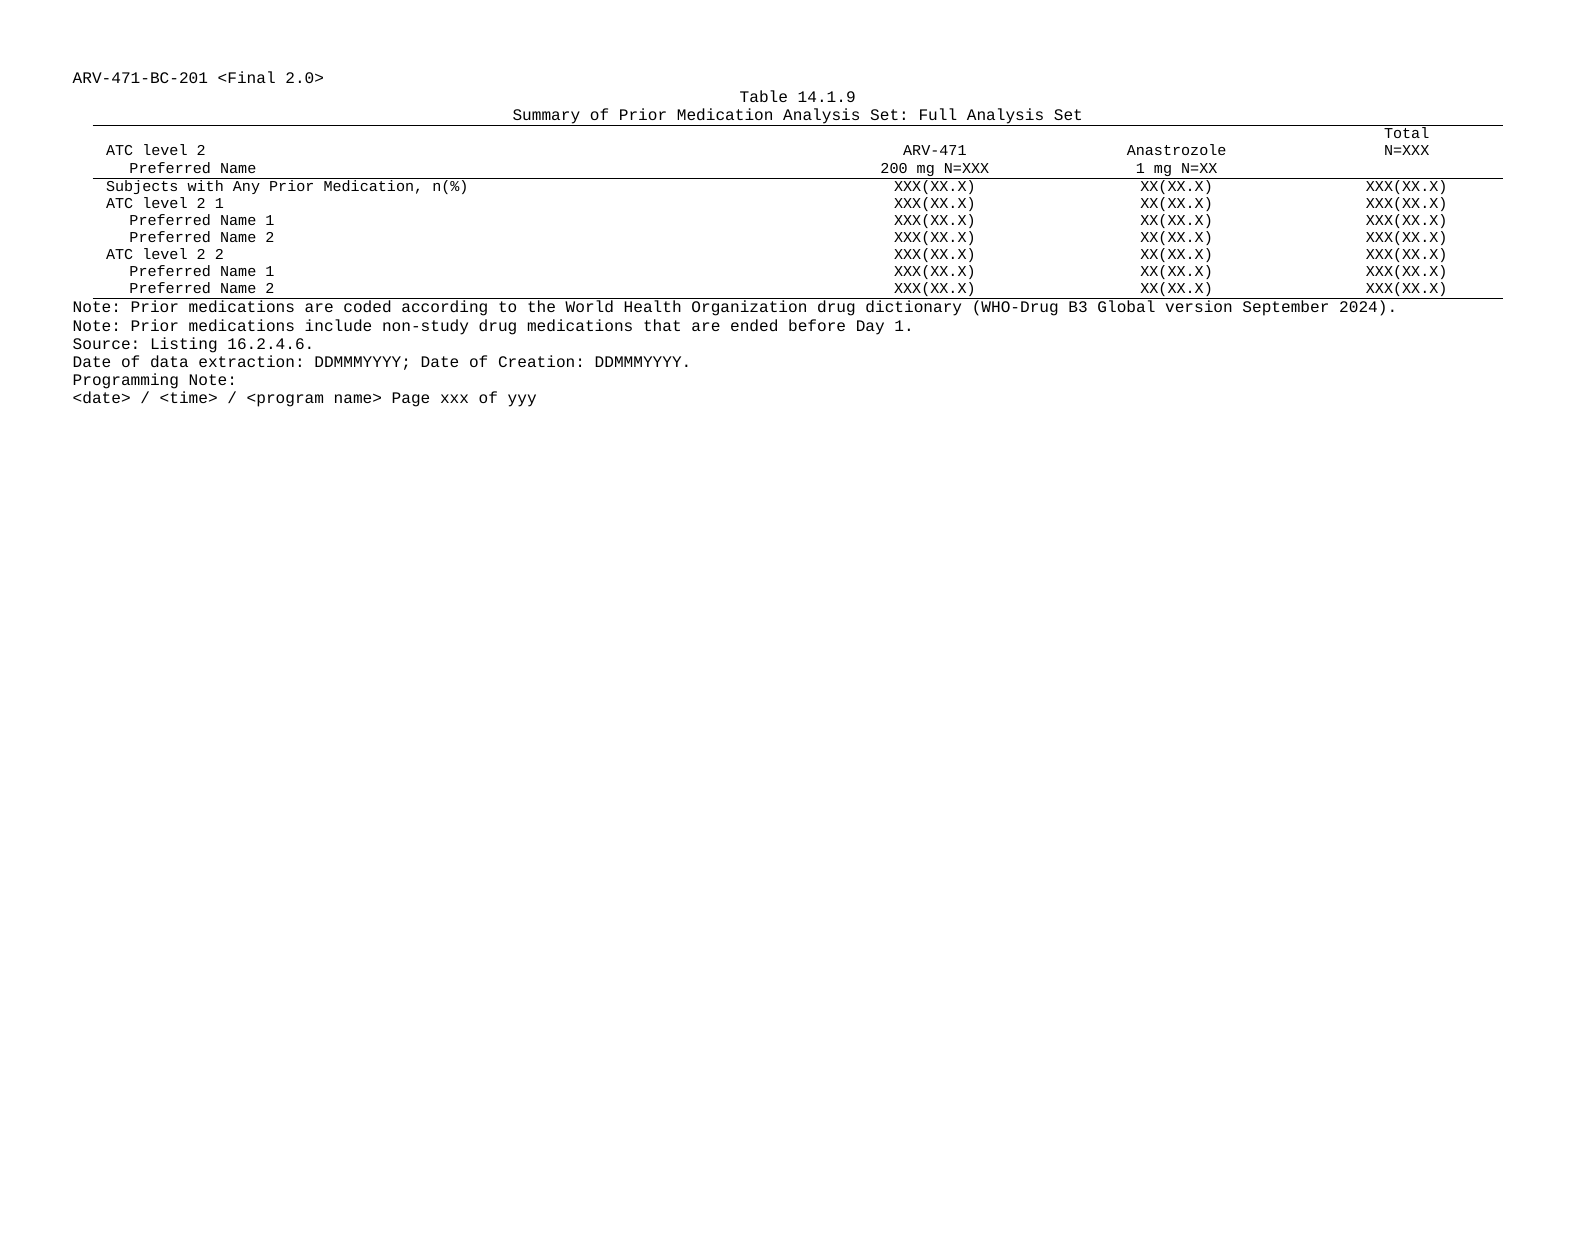 ARV-471-BC-201 <Final 2.0>
Table 14.1.9
Summary of Prior Medication Analysis Set: Full Analysis Set
Total
ATC level 2 ARV-471 Anastrozole N=XXX
Preferred Name 200 mg N=XXX 1 mg N=XX
Subjects with Any Prior Medication, n(%) XXX(XX.X) XX(XX.X) XXX(XX.X)
ATC level 2 1 XXX(XX.X) XX(XX.X) XXX(XX.X)
Preferred Name 1 XXX(XX.X) XX(XX.X) XXX(XX.X)
Preferred Name 2 XXX(XX.X) XX(XX.X) XXX(XX.X)
ATC level 2 2 XXX(XX.X) XX(XX.X) XXX(XX.X)
Preferred Name 1 XXX(XX.X) XX(XX.X) XXX(XX.X)
Preferred Name 2 XXX(XX.X) XX(XX.X) XXX(XX.X)
Note: Prior medications are coded according to the World Health Organization drug dictionary (WHO-Drug B3 Global version September 2024).
Note: Prior medications include non-study drug medications that are ended before Day 1.
Source: Listing 16.2.4.6.
Date of data extraction: DDMMMYYYY; Date of Creation: DDMMMYYYY.
Programming Note:
<date> / <time> / <program name> Page xxx of yyy